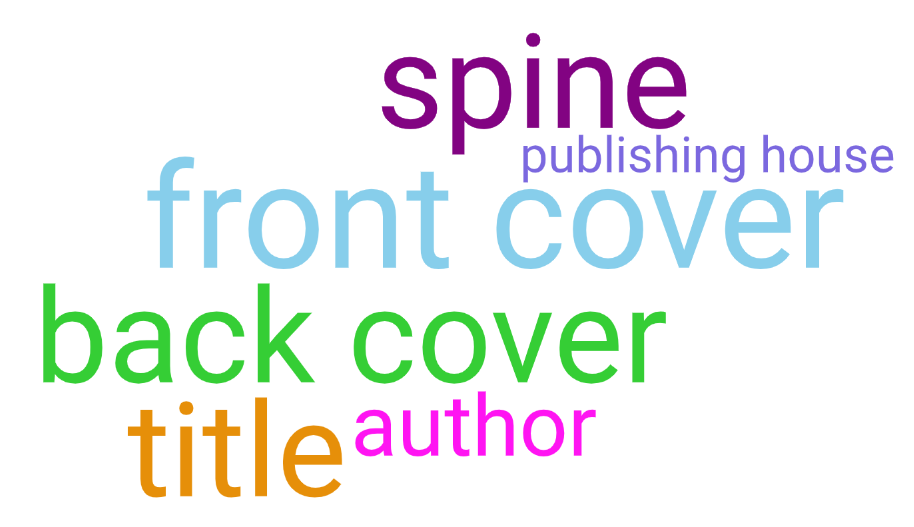 spine
publishing house
front cover
back cover
title
author